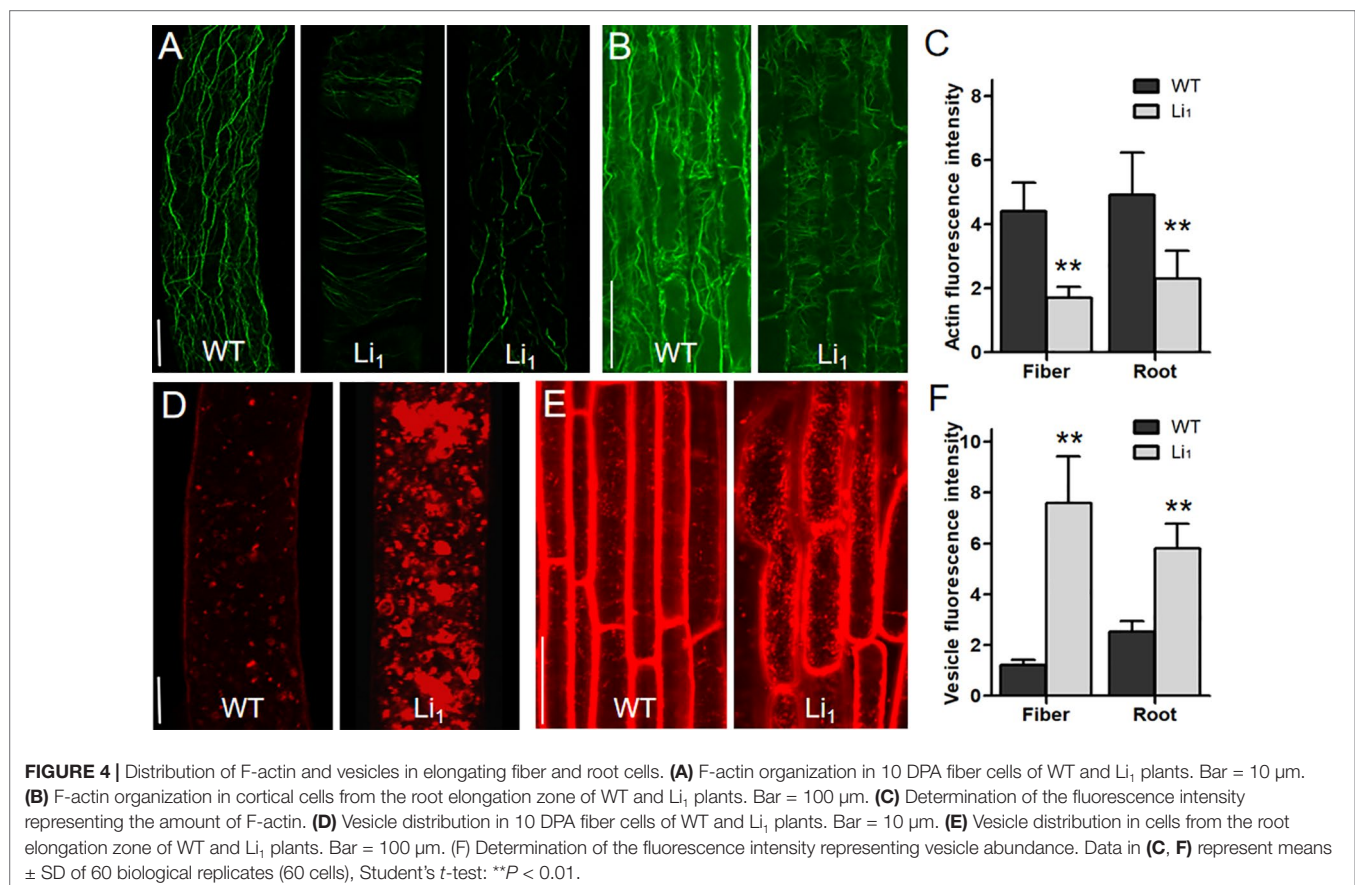 A
WT
Li₁
Li₁
B
WT
Li₁
C
WT
Li₁
Actin fluorescence intensity
8
6
4
2
0
**
**
Fiber Root
D
WT
Li₁
E
WT
Li₁
F
WT
Li₁
Vesicle fluorescence intensity
10
8
6
4
2
0
**
**
Fiber Root
FIGURE 4 | Distribution of F-actin and vesicles in elongating fiber and root cells. (A) F-actin organization in 10 DPA fiber cells of WT and Li₁ plants. Bar = 10 μm.
(B) F-actin organization in cortical cells from the root elongation zone of WT and Li₁ plants. Bar = 100 μm. (C) Determination of the fluorescence intensity
representing the amount of F-actin. (D) Vesicle distribution in 10 DPA fiber cells of WT and Li₁ plants. Bar = 10 μm. (E) Vesicle distribution in cells from the root
elongation zone of WT and Li₁ plants. Bar = 100 μm. (F) Determination of the fluorescence intensity representing vesicle abundance. Data in (C, F) represent means
± SD of 60 biological replicates (60 cells), Student's t-test: **P < 0.01.